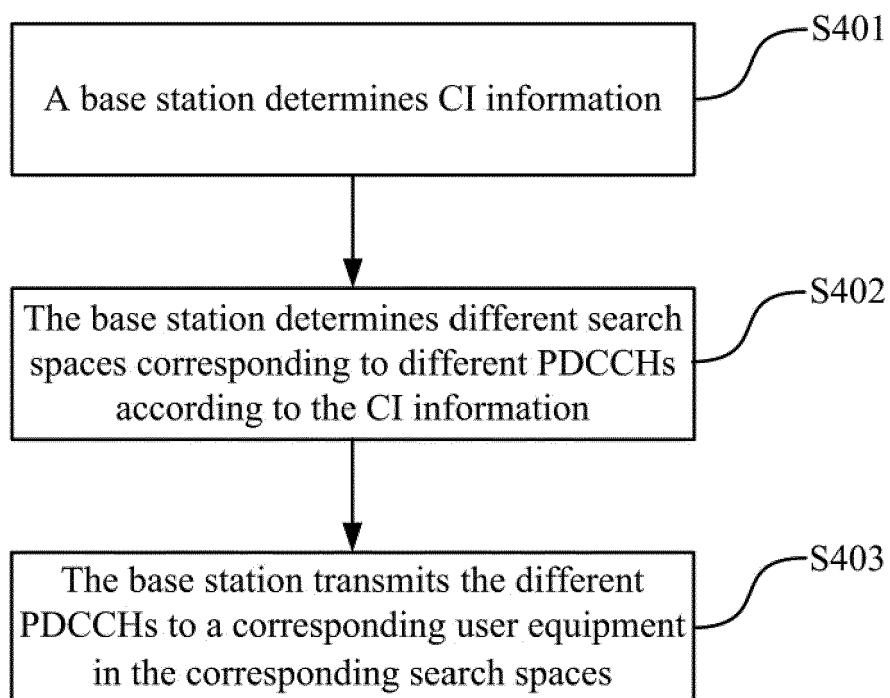 S401
A base station determines CI information
S402
The base station determines different search
spaces corresponding to different PDCCHs
according to the CI information
S403
The base station transmits the different
PDCCHs to a corresponding user equipment
in the corresponding search spaces